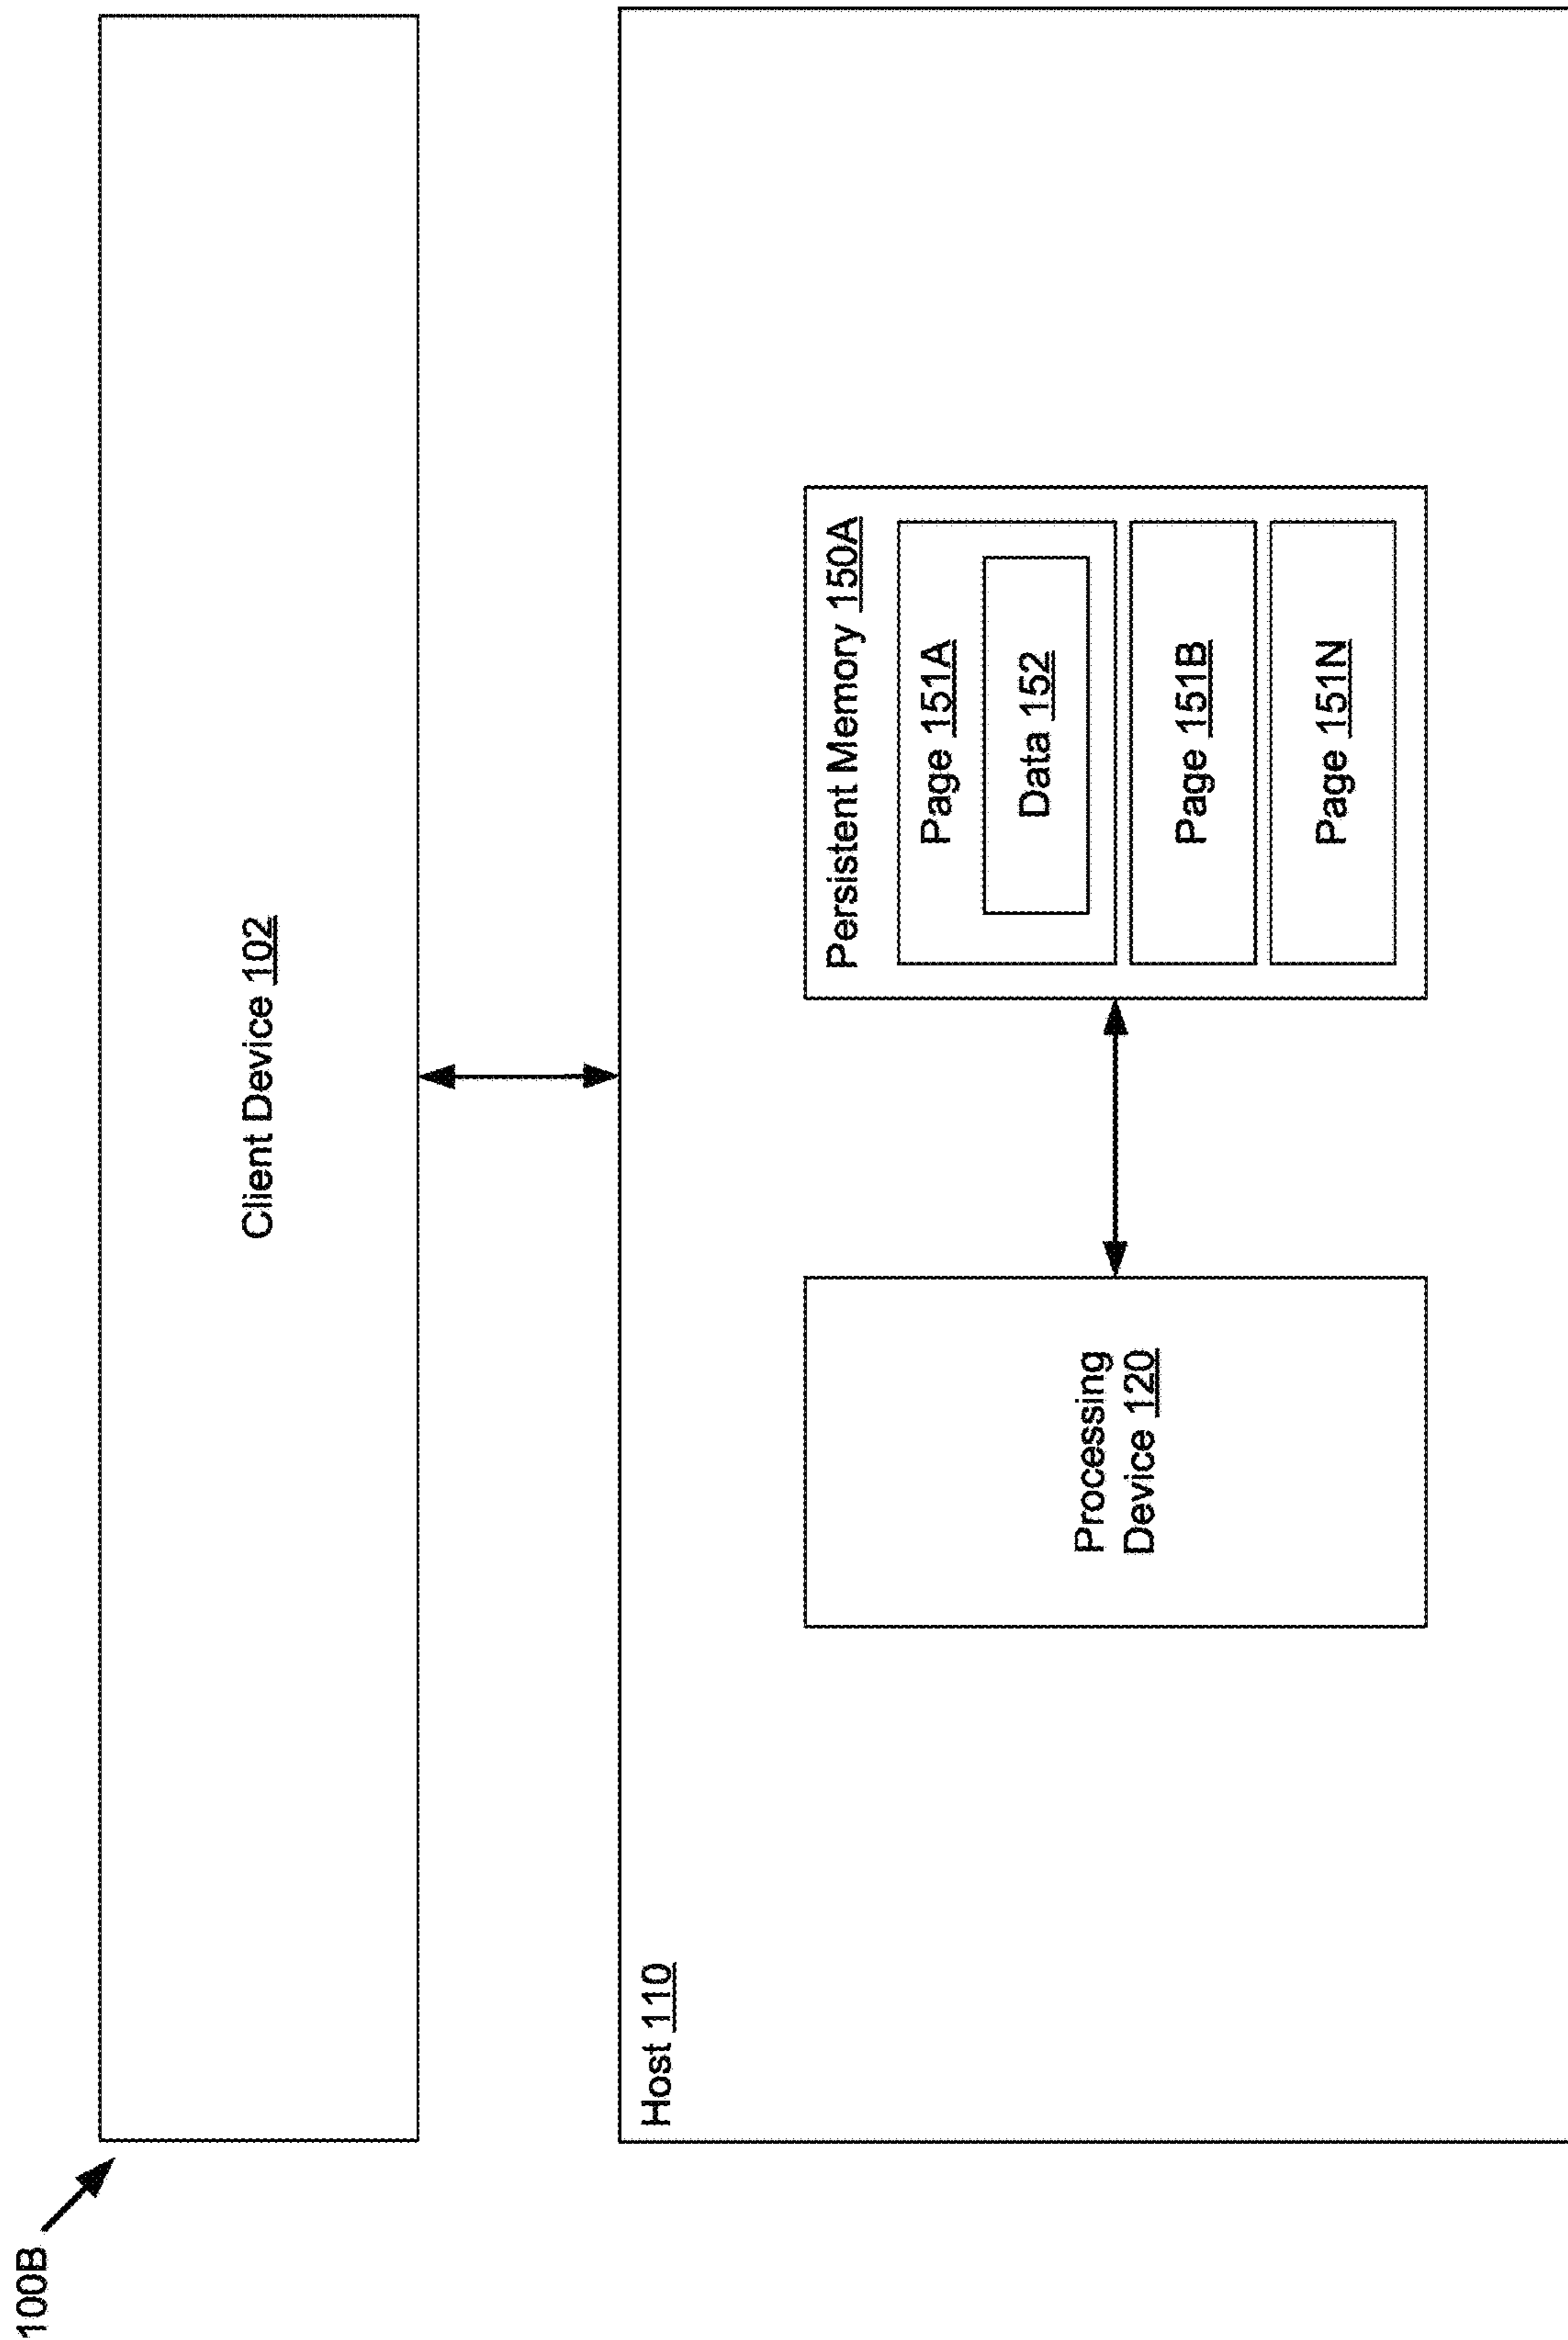 100B
Client Device 102
Host 110
Processing
Device 120
Persistent Memory 150A
Page 151A
Data 152
Page 151B
Page 151N